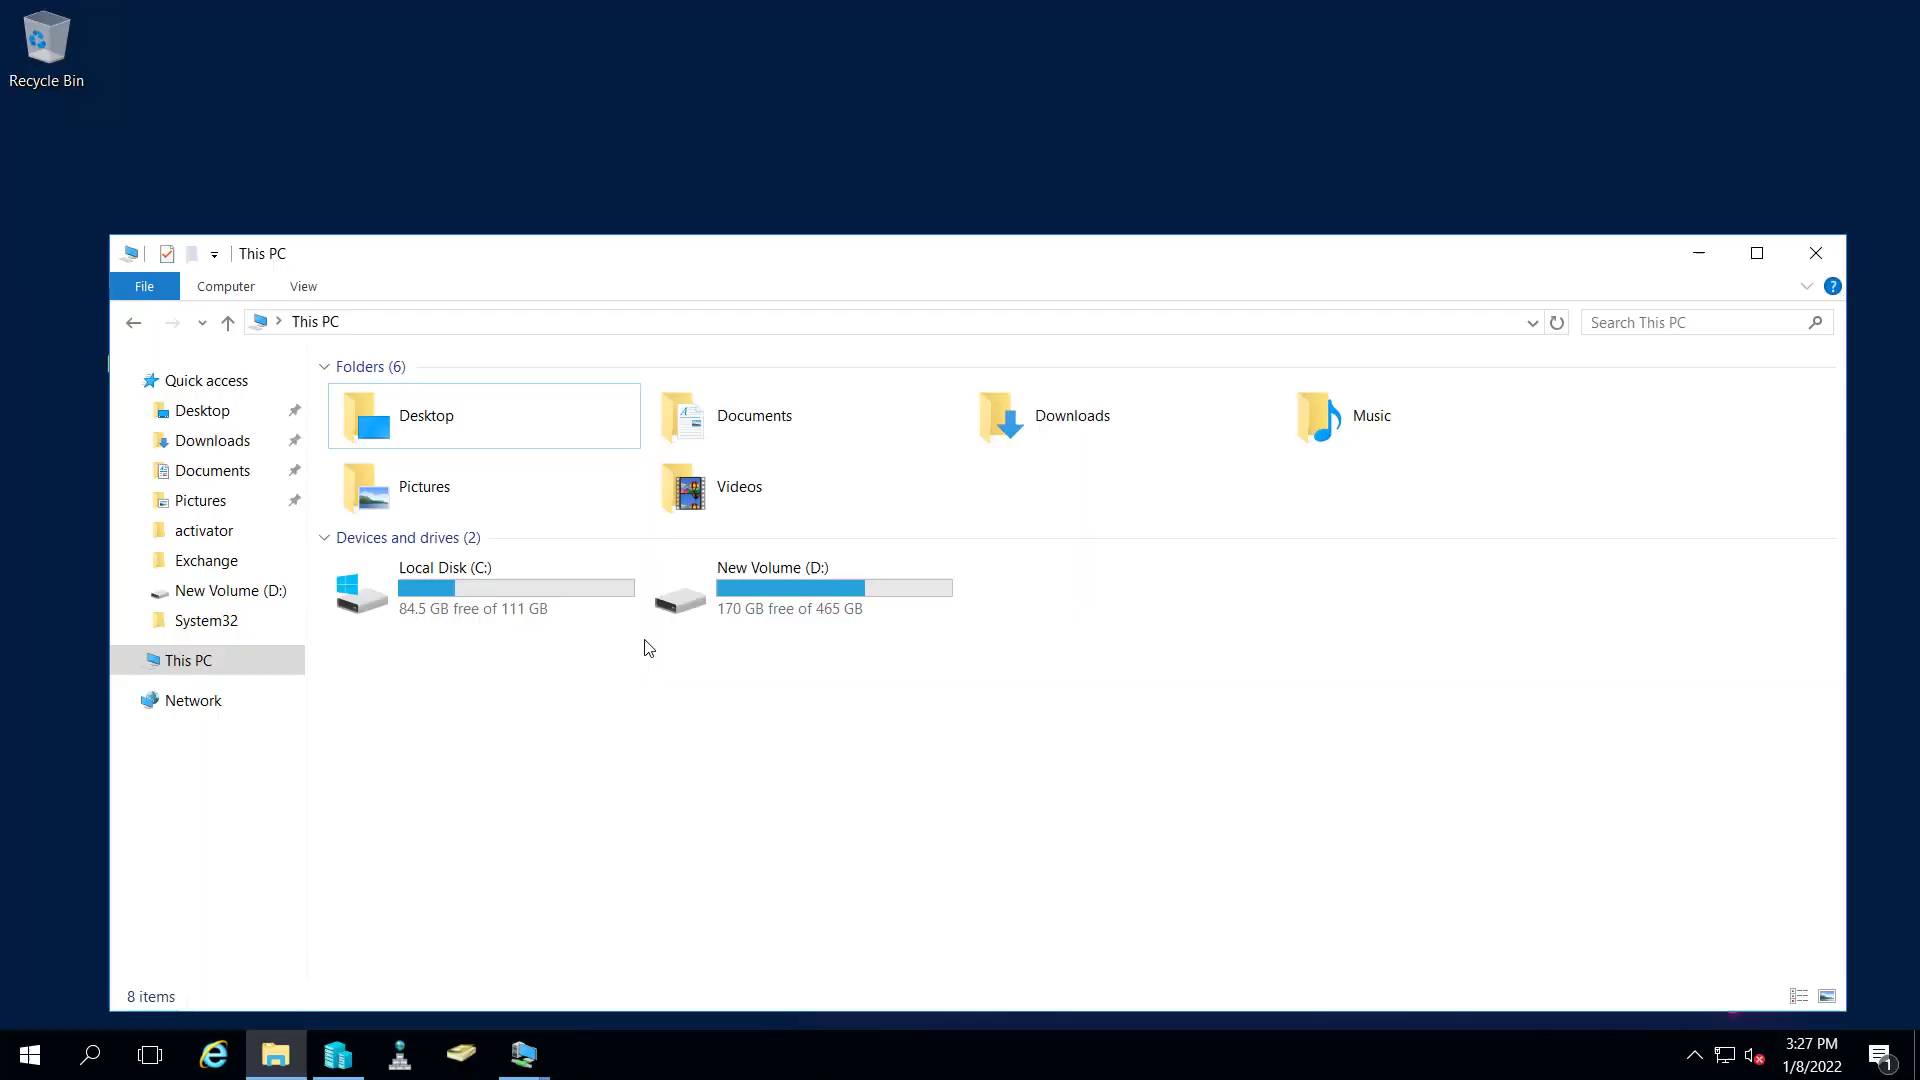 Recycle Bin
This PC
File Computer View
This PC
Search This PC
Quick access
Desktop
Downloads
Documents
Pictures
activator
Exchange
New Volume (D:)
System32
This PC
Network
Folders (6)
Desktop
Documents
Downloads
Music
Pictures
Videos
Devices and drives (2)
Local Disk (C:)
84.5 GB free of 111 GB
New Volume (D:)
170 GB free of 465 GB
8 items
3:27 PM
1/8/2022
1